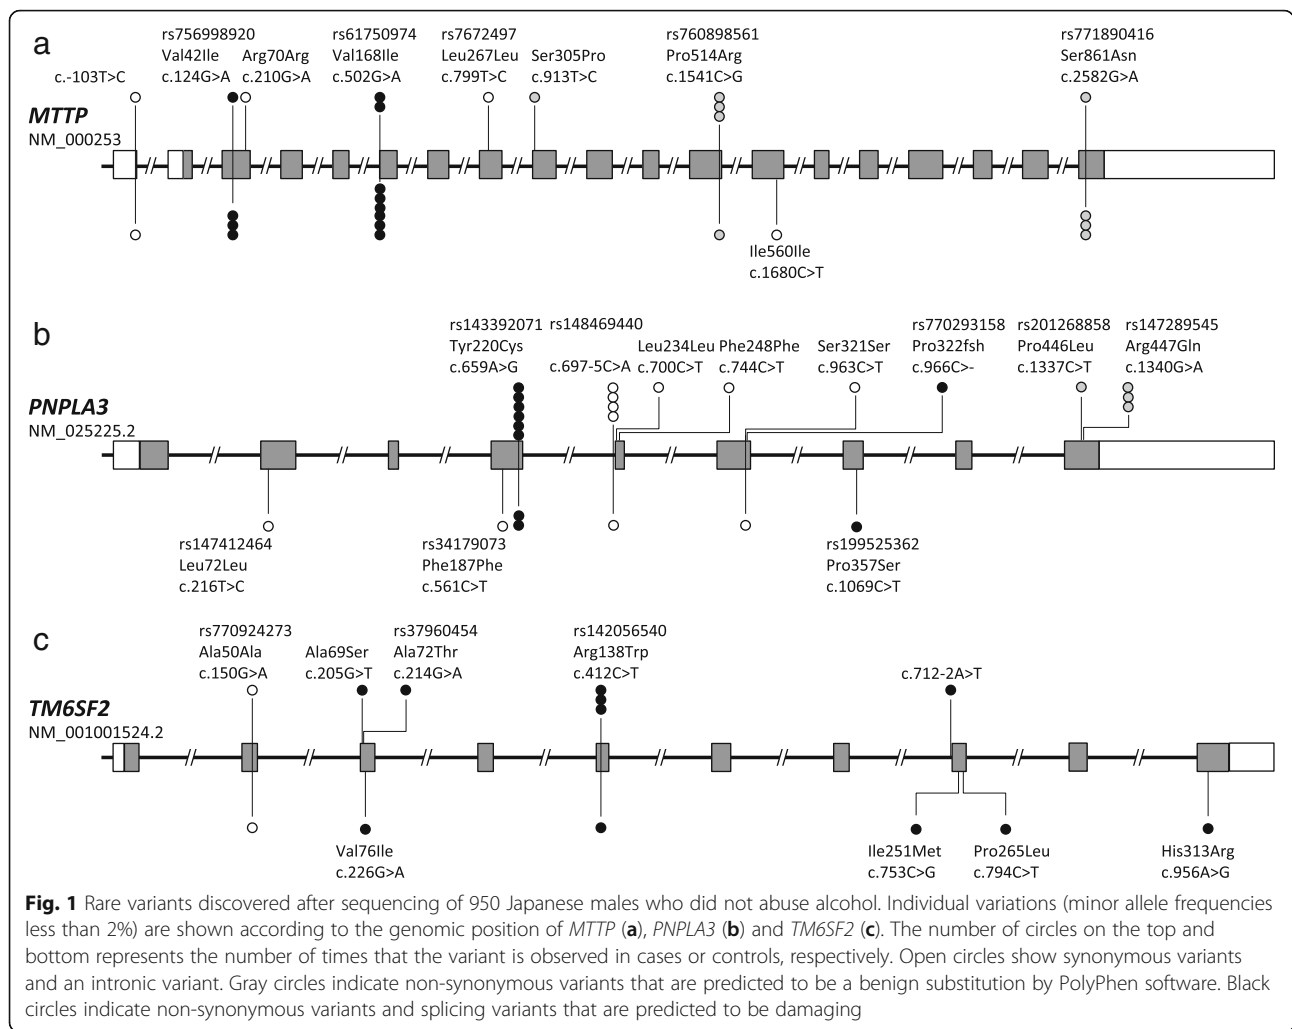 a
rs756998920
rs61750974
rs7672497
rs760898561
rs771890416
Val42Ile
Arg70Arg
Val168Ile
Leu267Leu
Ser305Pro
Pro514Arg
Ser861Asn
c.-103T>C
c.124G>A
c.210G>A
c.502G>A
c.799T>C
c.913T>C
c.1541C>G
c.2582G>A
MTTP
NM_000253
Ile560Ile
c.1680C>T
b
rs143392071
rs148469440
rs770293158
rs201268858
rs147289545
Tyr220Cys
Leu234Leu
Phe248Phe
Ser321Ser
Pro322fsh
Pro446Leu
Arg447Gln
c.659A>G
c.697-5C>A
c.700C>T
c.744C>T
c.963C>T
c.966C>-
c.1337C>T
c.1340G>A
PNPLA3
NM_025225.2
rs147412464
rs34179073
rs199525362
Leu72Leu
Phe187Phe
Pro357Ser
c.216T>C
c.561C>T
c.1069C>T
c
rs770924273
rs37960454
rs142056540
Ala50Ala
Ala69Ser
Ala72Thr
Arg138Trp
c.150G>A
c.205G>T
c.214G>A
c.412C>T
c.712-2A>T
TM6SF2
NM_001001524.2
Val76Ile
Ile251Met
Pro265Leu
His313Arg
c.226G>A
c.753C>G
c.794C>T
c.956A>G
Fig. 1 Rare variants discovered after sequencing of 950 Japanese males who did not abuse alcohol. Individual variations (minor allele frequencies
less than 2%) are shown according to the genomic position of MTTP (a), PNPLA3 (b) and TM6SF2 (c). The number of circles on the top and
bottom represents the number of times that the variant is observed in cases or controls, respectively. Open circles show synonymous variants
and an intronic variant. Gray circles indicate non-synonymous variants that are predicted to be a benign substitution by PolyPhen software. Black
circles indicate non-synonymous variants and splicing variants that are predicted to be damaging